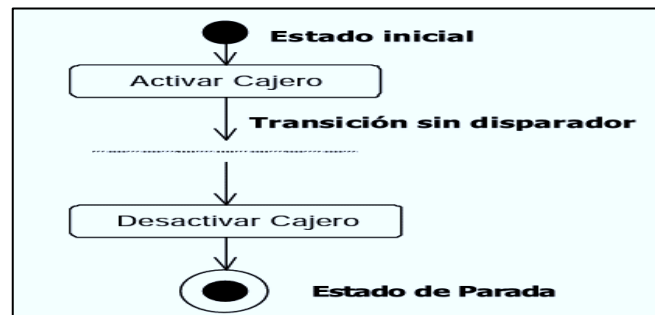 Estado inicial
Activar Cajero
Transición sin disparador
Desactivar Cajero
Estado de Parada